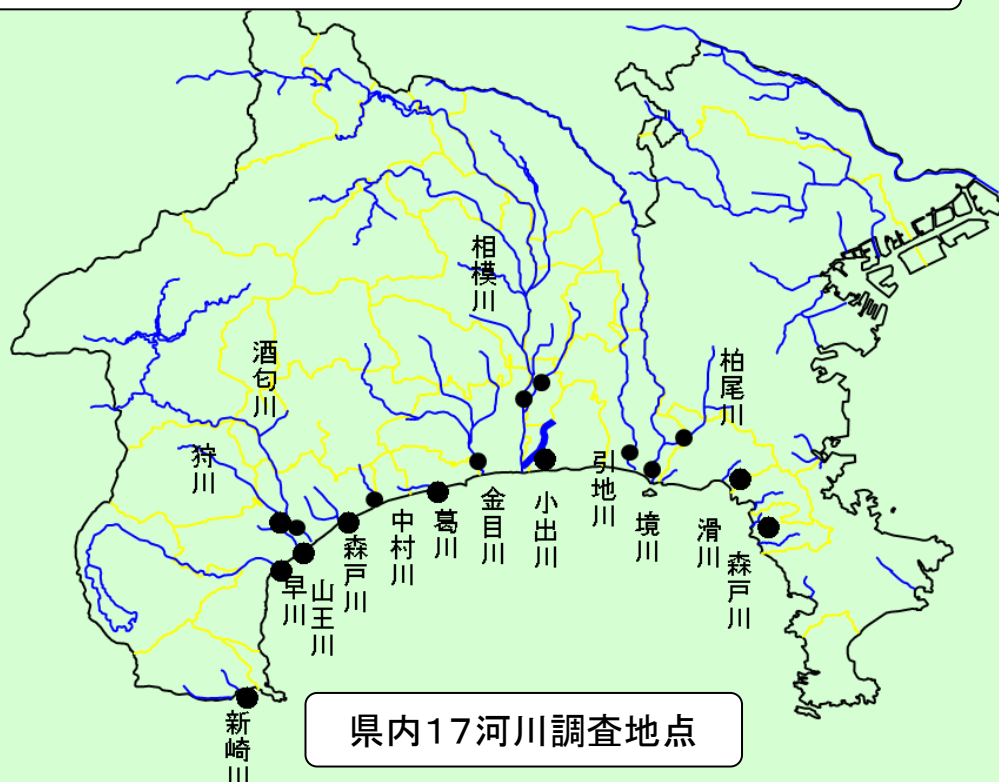 相模川
酒匂川
柏尾川
狩川
引地川
金目川
小出川
葛川
中村川
境川
滑川
森戸川
森戸川
早川
山王川
新崎川
県内17河川調査地点